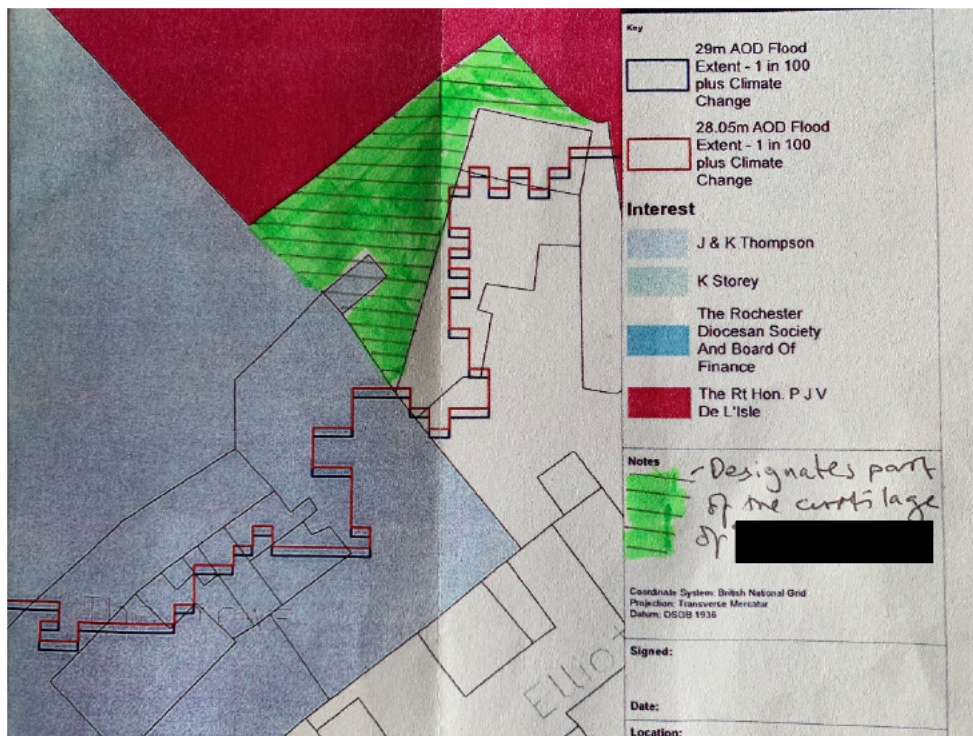 Key
29m AOD Flood
Extent - 1 in 100
plus Climate
Change
28.05m AOD Flood
Extent - 1 in 100
plus Climate
Change
Interest
J & K Thompson
K Storey
The Rochester
Diocesan Society
And Board Of
Finance
The Rt Hon. P J V
De L'Isle
Notes
- Designates part
of the curtilage
of
Coordinate System: British National Grid
Projection: Transverse Mercator
Datum: OSGB 1936
Signed:
Date:
Location:
ELLIO